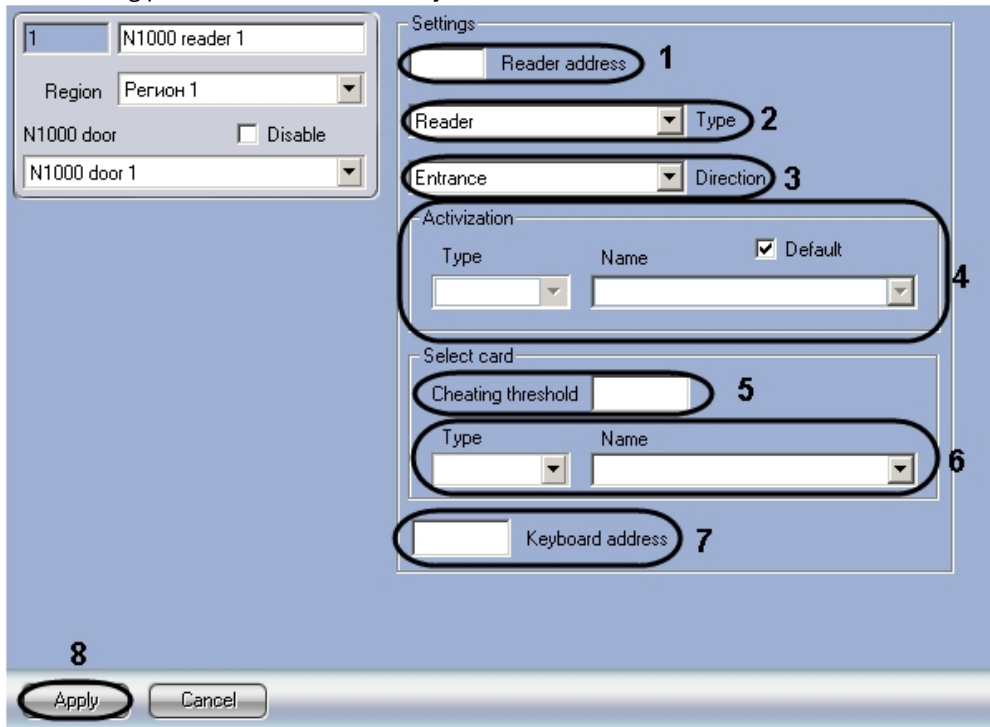 1 N1000 reader 1
Region Регион 1
N1000 door Disable
N1000 door 1
Settings
Reader address 1
Reader Type 2
Entrance Direction 3
Activization
Type Name Default
4
Select card
Cheating threshold 5
Type Name
6
Keyboard address 7
8
Apply Cancel